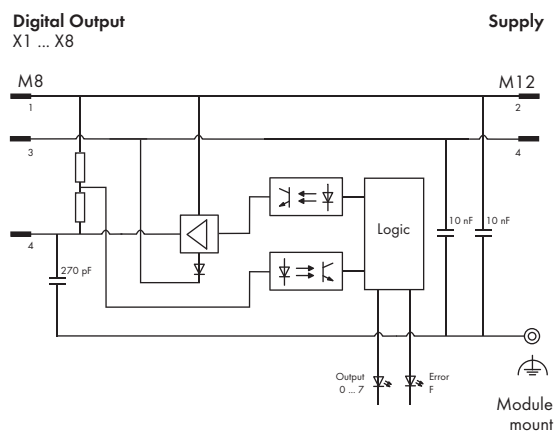 Digital Output
X1 ... X8
Supply
M8
M12
1
2
3
4
4
270 pF
Logic
10 nF
10 nF
Output
0 ... 7
Error
F
Module
mount